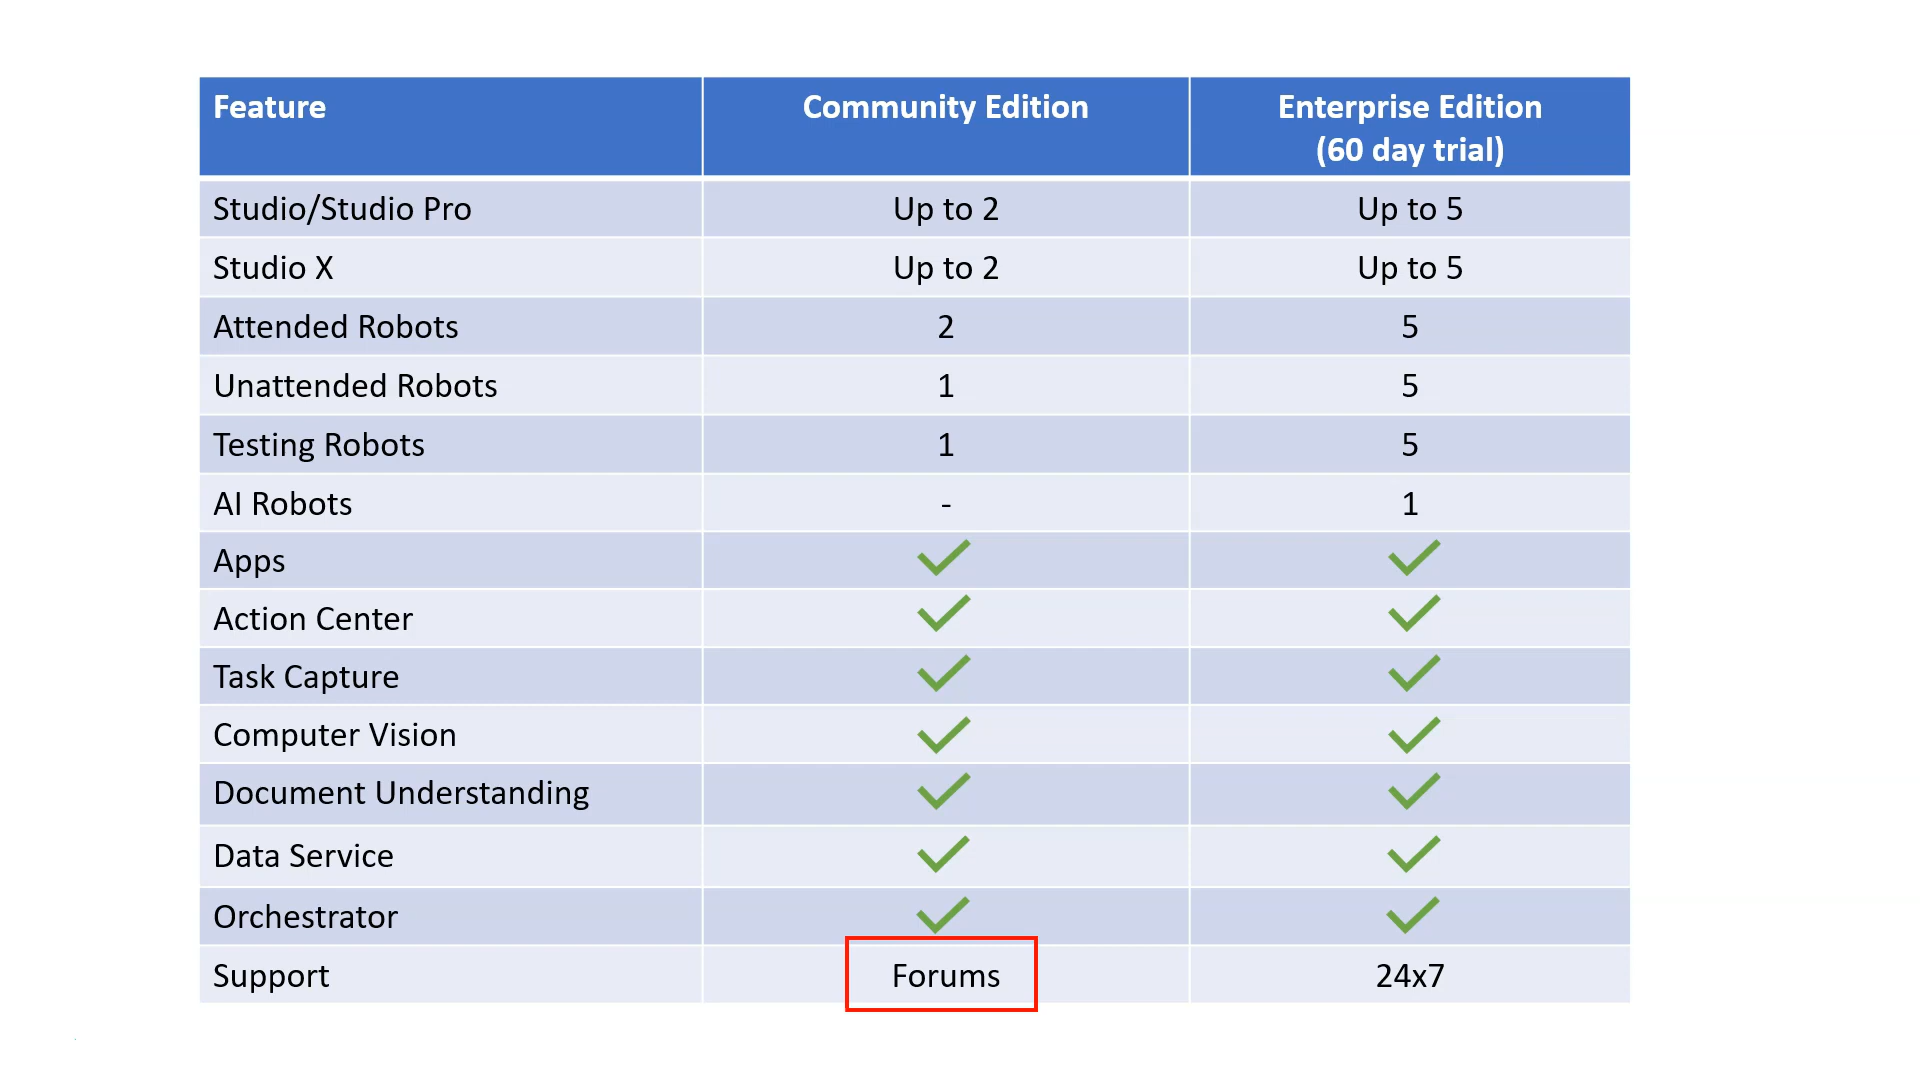 Feature Community Edition Enterprise Edition
(60 day trial)
Studio/Studio Pro Up to 2 Up to 5
Studio X Up to 2 Up to 5
Attended Robots 2 5
Unattended Robots 1 5
Testing Robots 1 5
AI Robots - 1
Apps
Action Center
Task Capture
Computer Vision
Document Understanding
Data Service
Orchestrator
Support Forums 24x7